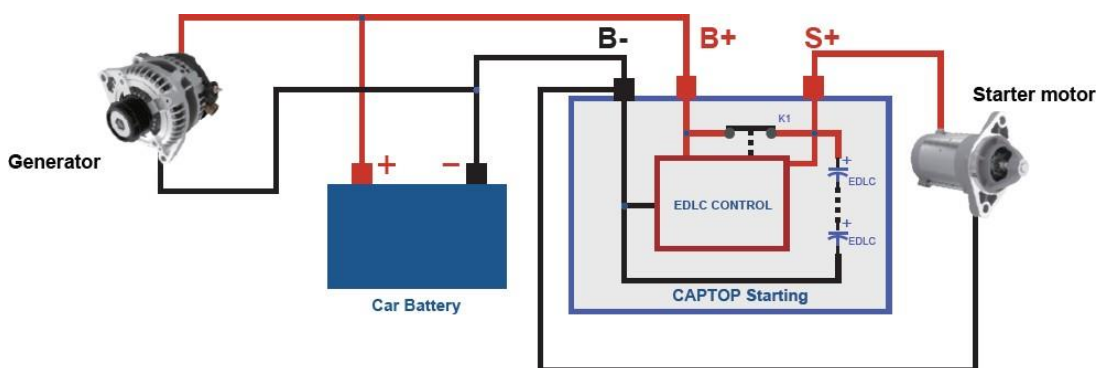 B-
B+
S+
Starter motor
Generator
K1
+
−
+
EDLC
EDLC CONTROL
+
EDLC
Car Battery
CAPTOP Starting